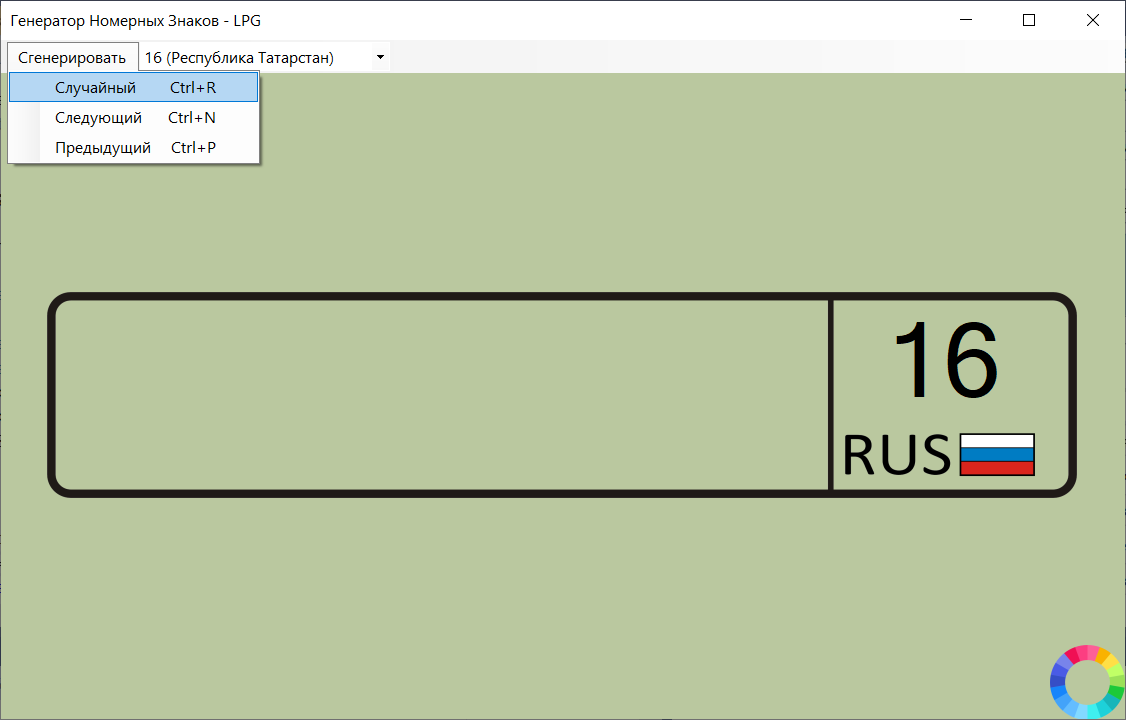 Генератор Номерных Знаков - LPG
Сгенерировать 16 (Республика Татарстан)
Случайный Ctrl+R
Следующий Ctrl+N
Предыдущий Ctrl+P
16
RUS